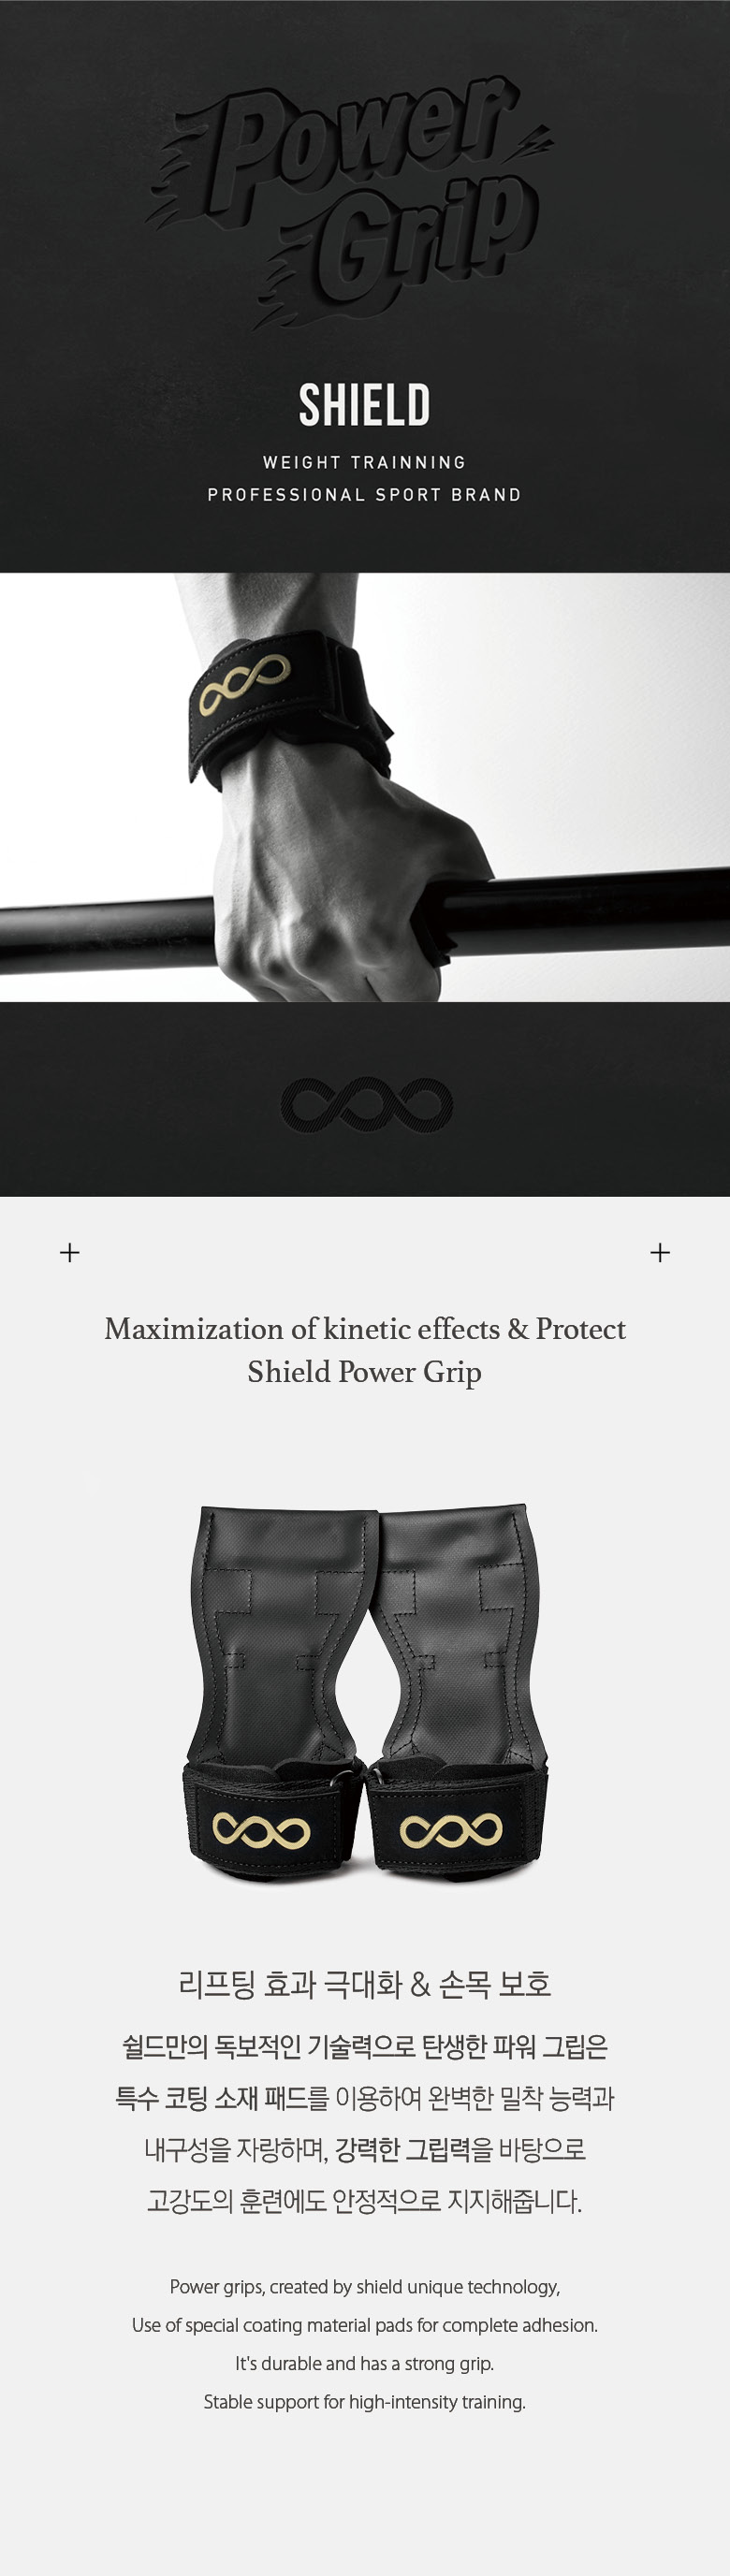 Power
Grip
SHIELD
WEIGHT TRAINNING
PROFESSIONAL SPORT BRAND
Maximization of kinetic effects & Protect
Shield Power Grip
리프팅 효과 극대화 & 손목 보호
쉴드만의 독보적인 기술력으로 탄생한 파워 그립은
특수 코팅 소재 패드를 이용하여 완벽한 밀착 능력과
내구성을 자랑하며, 강력한 그립력을 바탕으로
고강도의 훈련에도 안정적으로 지지해줍니다.
Power grips, created by shield unique technology,
Use of special coating material pads for complete adhesion.
It's durable and has a strong grip.
Stable support for high-intensity training.